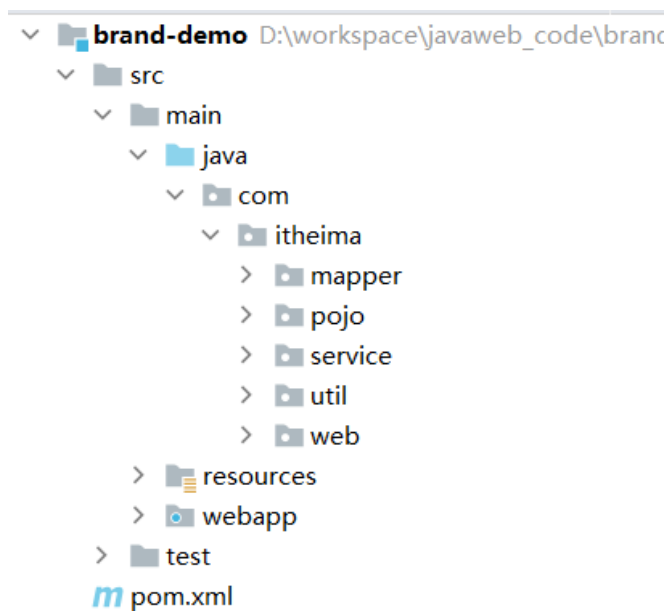 brand-demo D:\workspace\javaweb_code\brand
src
main
java
com
itheima
mapper
pojo
service
util
web
resources
webapp
test
m pom.xml